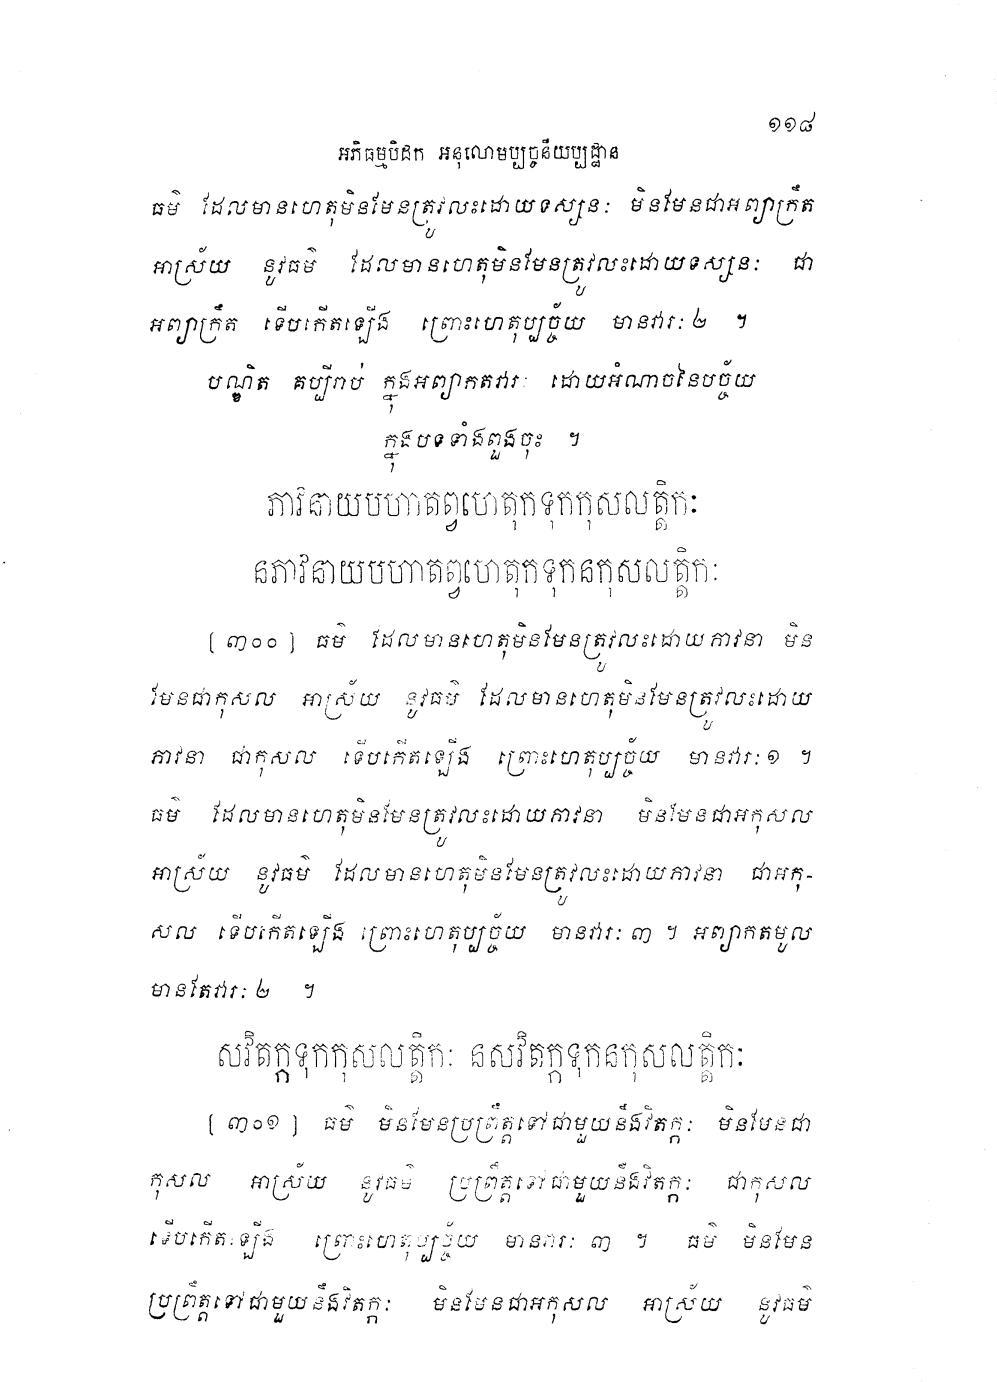 ១១៨
អភិធម្មបិដក អនុលោមប្បច្ចនីយប្បដ្ឋាន
ធម៌ ដែលមានហេតុមិនមែនត្រូវលះដោយទស្សនៈ មិនមែនជាអព្យាក្រឹត
អាស្រ័យ នូវធម៌ ដែលមានហេតុមិនមែនត្រូវលះដោយទស្សនៈ ជា
អព្យាក្រឹត ទើបកើតឡើង ព្រោះហេតុប្បច្ច័យ មានវារៈ ២ ។
បណ្ឌិត គប្បីរាប់ ក្នុងអព្យាកតវារៈ ដោយអំណាចនៃបច្ច័យ
ក្នុងបទទាំងពួងចុះ ។
ភាវនាយបហាតព្វហេតុកទុកកុសលត្តិកៈ
នភាវនាយបហាតព្វហេតុកទុកនកុសលត្តិកៈ
[ ៣០០ ] ធម៌ ដែលមានហេតុមិនមែនត្រូវលះដោយភាវនា មិន
មែនជាកុសល អាស្រ័យ នូវធម៌ ដែលមានហេតុមិនមែនត្រូវលះដោយ
ភាវនា ជាកុសល ទើបកើតឡើង ព្រោះហេតុប្បច្ច័យ មានវារៈ ១ ។
ធម៌ ដែលមានហេតុមិនមែនត្រូវលះដោយភាវនា មិនមែនជាអកុសល
អាស្រ័យ នូវធម៌ ដែលមានហេតុមិនមែនត្រូវលះដោយភាវនា ជាអកុ-
សល ទើបកើតឡើង ព្រោះហេតុប្បច្ច័យ មានវារៈ ៣ ។ អព្យាកតមូល
មានតែវារៈ ២ ។
សវិតក្កទុកកុសលត្តិកៈ នសវិតក្កទុកនកុសលត្តិកៈ
[ ៣០១ ] ធម៌ មិនមែនប្រព្រឹត្តទៅជាមួយនឹងវិតក្កៈ មិនមែនជា
កុសល អាស្រ័យ នូវធម៌ ប្រព្រឹត្តទៅជាមួយនឹងវិតក្កៈ ជាកុសល
ទើបកើតឡើង ព្រោះហេតុប្បច្ច័យ មានវារៈ ៣ ។ ធម៌ មិនមែន
ប្រព្រឹត្តទៅជាមួយនឹងវិតក្កៈ មិនមែនជាអកុសល អាស្រ័យ នូវធម៌